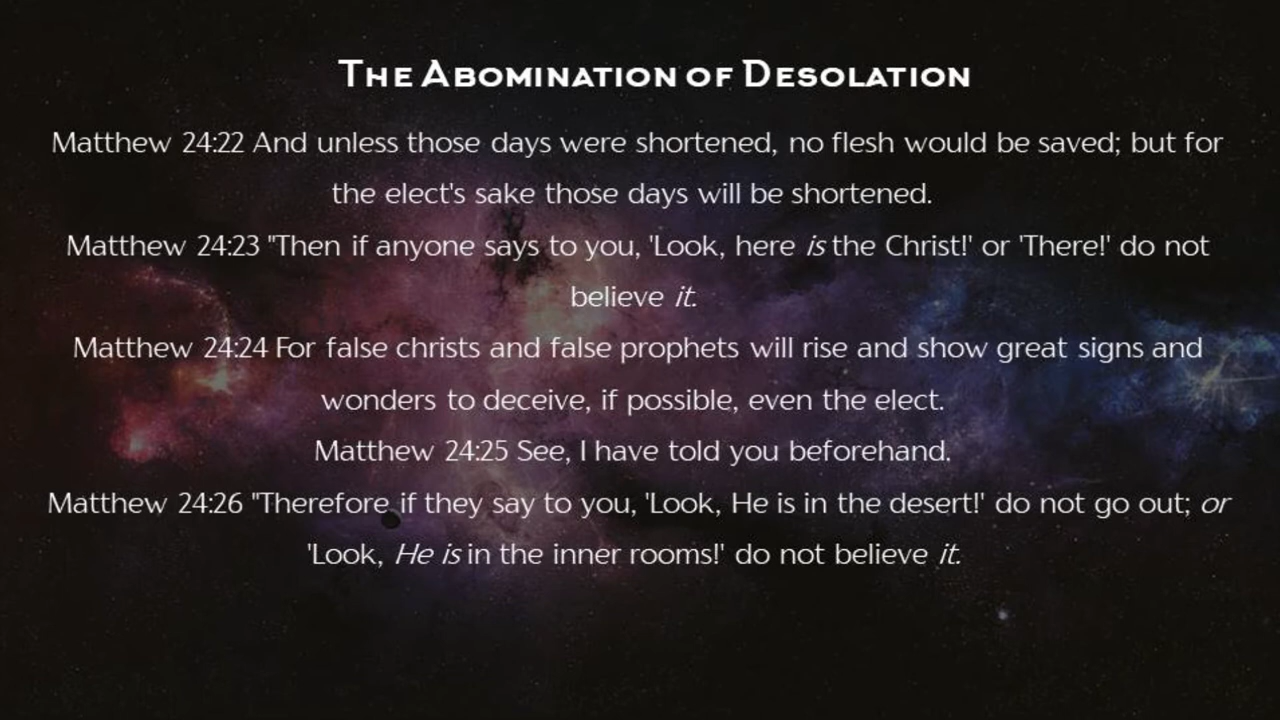 The Abomination of Desolation
Matthew 24:22 And unless those days were shortened, no flesh would be saved; but for
the elect's sake those days will be shortened.
Matthew 24:23 "Then if anyone says to you, 'Look, here is the Christ!' or 'There!' do not
believe it.
Matthew 24:24 For false christs and false prophets will rise and show great signs and
wonders to deceive, if possible, even the elect.
Matthew 24:25 See, I have told you beforehand.
Matthew 24:26 "Therefore if they say to you, 'Look, He is in the desert!' do not go out; or
'Look, He is in the inner rooms!' do not believe it.